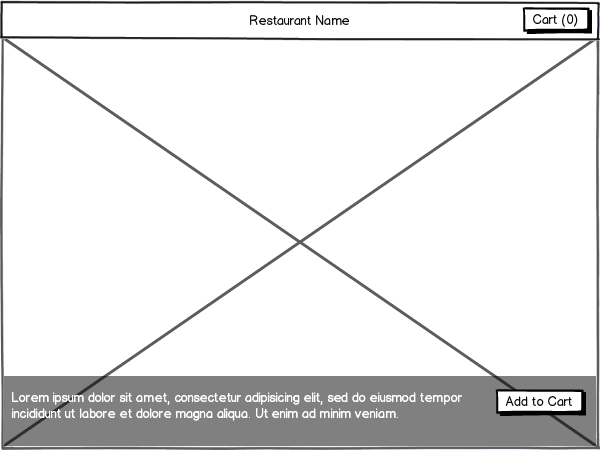 Restaurant Name
Cart (0)
Lorem ipsum dolor sit amet, consectetur adipisicing elit, sed do eiusmod tempor
incididunt ut labore et dolore magna aliqua. Ut enim ad minim veniam.
Add to Cart